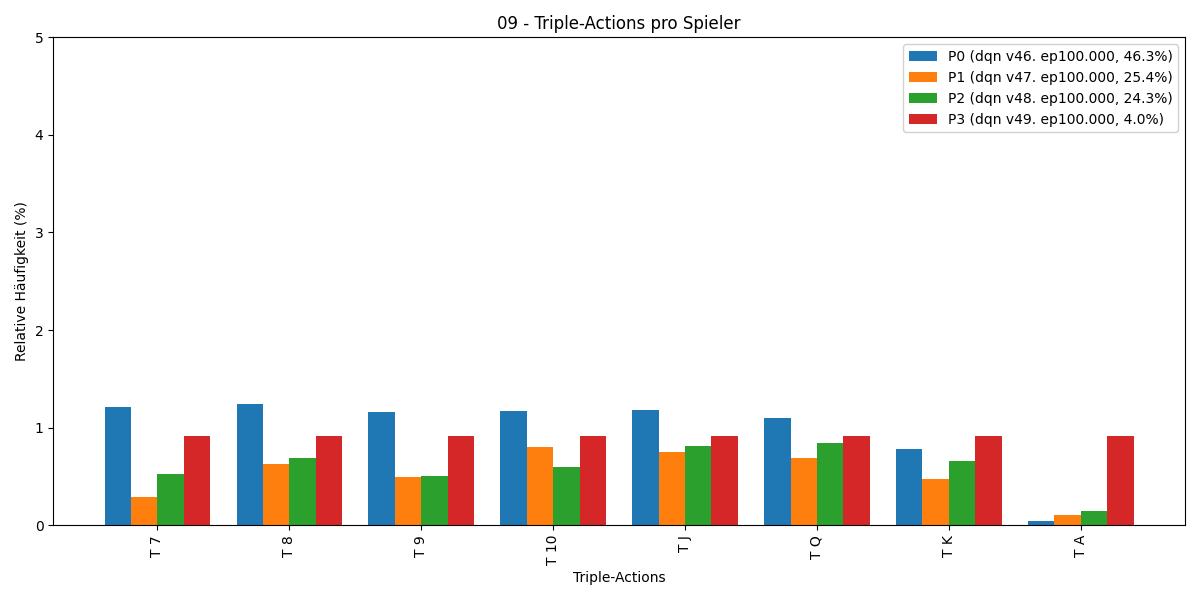 09 - Triple-Actions pro Spieler
P0 (dqn v46. ep100.000, 46.3%)
P1 (dqn v47. ep100.000, 25.4%)
P2 (dqn v48. ep100.000, 24.3%)
P3 (dqn v49. ep100.000, 4.0%)
Relative Häufigkeit (%)
5
4
3
2
1
0
T 7
T 8
T 9
T 10
T J
T Q
T K
T A
Triple-Actions